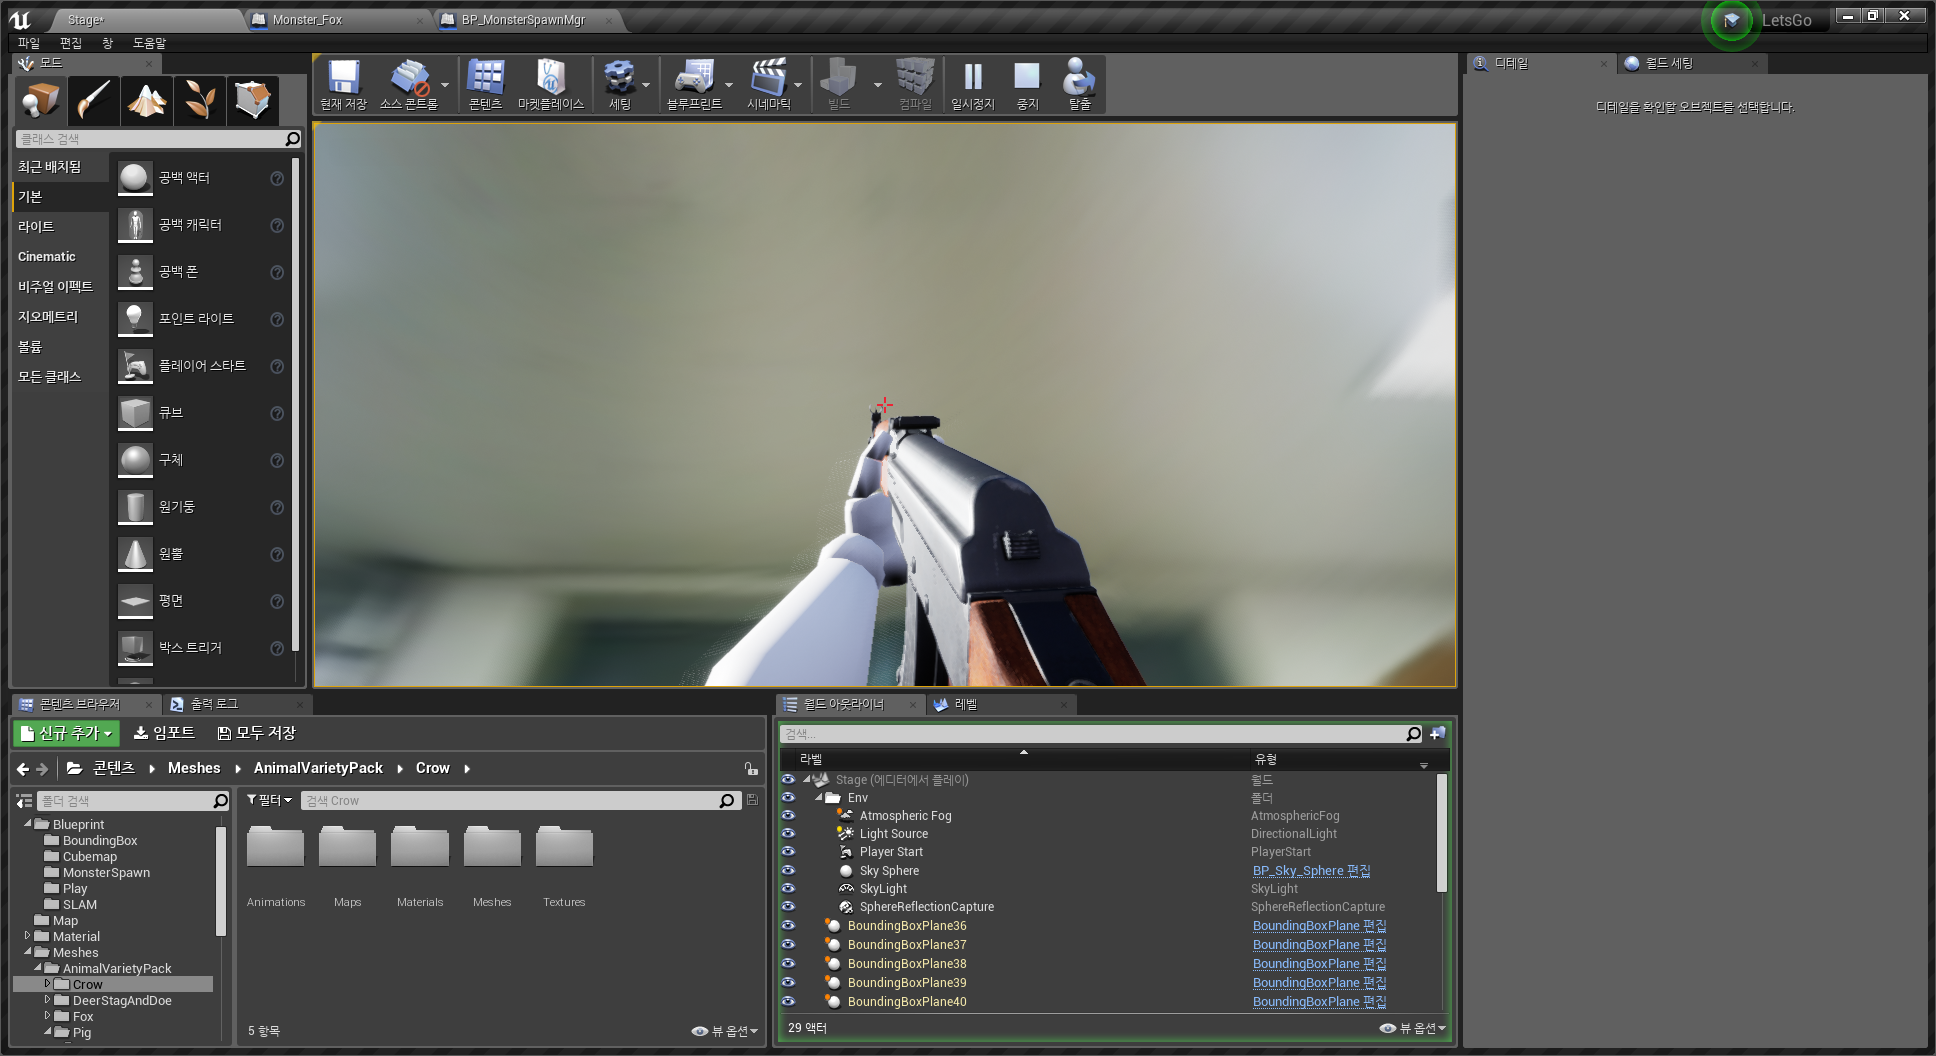 Stage*
Monster_Fox
BP_MonsterSpawnMgr
LetsGo
파일
편집
창
도움말
모드
현재 저장
소스 콘트롤
콘텐츠
마켓플레이스
세팅
블루프린트
시네마틱
빌드
컴파일
일시정지
중지
탈출
디테일
월드 세팅
디테일을 확인할 오브젝트를 선택합니다.
클래스 검색
최근 배치됨
기본
라이트
Cinematic
비주얼 이펙트
지오메트리
볼륨
모든 클래스
공백 액터
공백 캐릭터
공백 폰
포인트 라이트
플레이어 스타트
큐브
구체
원기둥
원뿔
평면
박스 트리거
콘텐츠 브라우저
출력 로그
신규 추가
임포트
모두 저장
콘텐츠
Meshes
AnimalVarietyPack
Crow
폴더 검색
필터
검색 Crow
Blueprint
BoundingBox
Cubemap
MonsterSpawn
Play
SLAM
Map
Material
Meshes
AnimalVarietyPack
Crow
DeerStagAndDoe
Fox
Pig
Animations
Maps
Materials
Meshes
Textures
5 항목
뷰 옵션
월드 아웃라이너
레벨
검색...
라벨
유형
Stage (에디터에서 플레이)
월드
Env
폴더
Atmospheric Fog
AtmosphericFog
Light Source
DirectionalLight
Player Start
PlayerStart
Sky Sphere
BP_Sky_Sphere 편집
SkyLight
SkyLight
SphereReflectionCapture
SphereReflectionCapture
BoundingBoxPlane36
BoundingBoxPlane 편집
BoundingBoxPlane37
BoundingBoxPlane 편집
BoundingBoxPlane38
BoundingBoxPlane 편집
BoundingBoxPlane39
BoundingBoxPlane 편집
BoundingBoxPlane40
BoundingBoxPlane 편집
29 액터
뷰 옵션